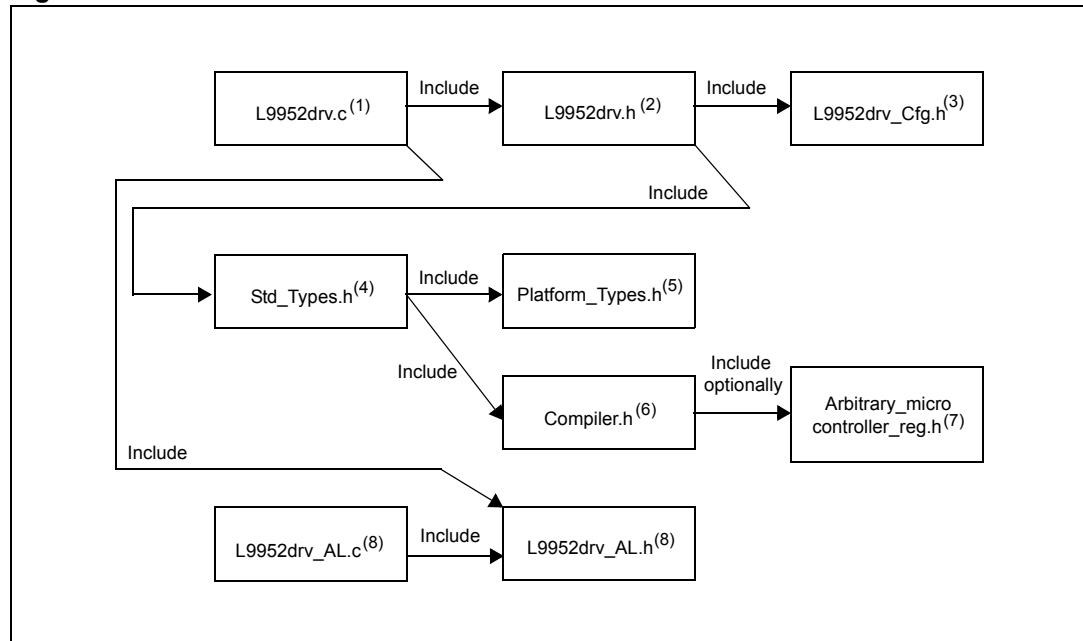 Include
Include
L9952drv.c(1)
L9952drv.h (2)
L9952drv_Cfg.h(3)
Include
Include
Std_Types.h(4)
Platform_Types.h(5)
Include
Include
optionally
Compiler.h(6)
Arbitrary_micro
controller_reg.h(7)
Include
L9952drv_AL.c(8)
Include
L9952drv_AL.h(8)